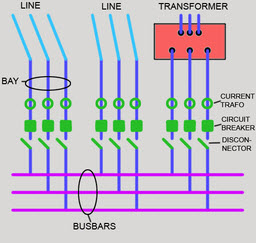 LINE
LINE
TRANSFORMER
BAY
CURRENT
TRAFO
CIRCUIT
BREAKER
DISCON-
NECTOR
BUSBARS